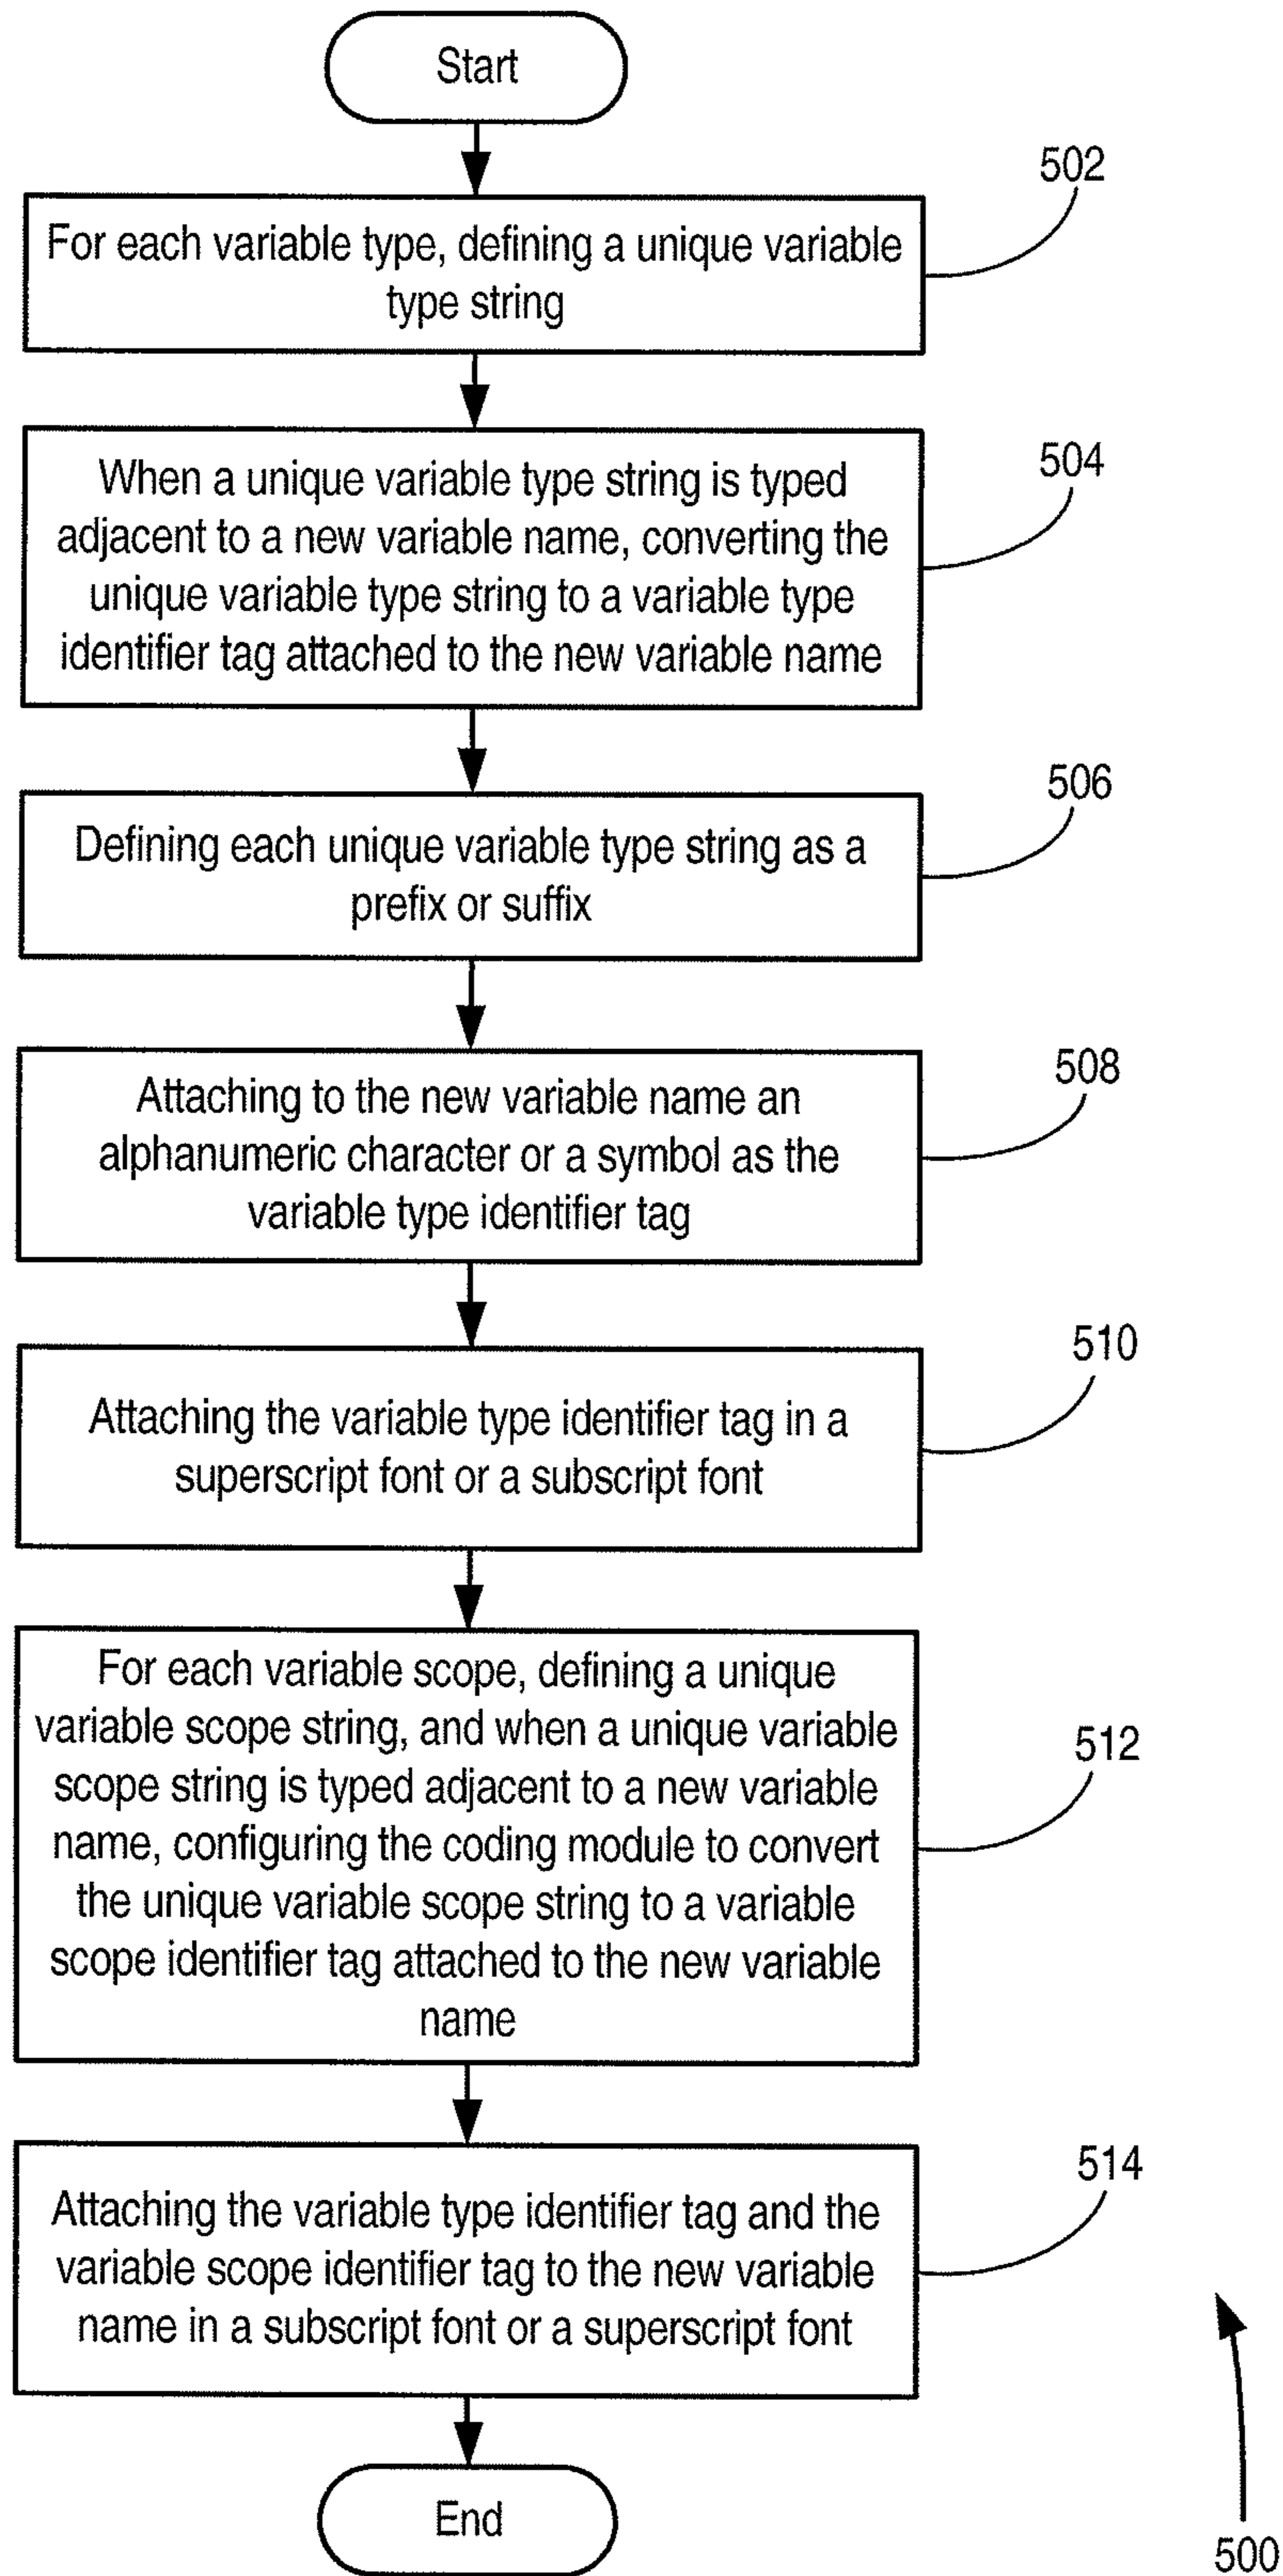 Start
502
For each variable type, defining a unique variable
type string
504
When a unique variable type string is typed
adjacent to a new variable name, converting the
unique variable type string to a variable type
identifier tag attached to the new variable name
506
Defining each unique variable type string as a
prefix or suffix
508
Attaching to the new variable name an
alphanumeric character or a symbol as the
variable type identifier tag
510
Attaching the variable type identifier tag in a
superscript font or a subscript font
512
For each variable scope, defining a unique
variable scope string, and when a unique variable
scope string is typed adjacent to a new variable
name, configuring the coding module to convert
the unique variable scope string to a variable
scope identifier tag attached to the new variable
name
514
Attaching the variable type identifier tag and the
variable scope identifier tag to the new variable
name in a subscript font or a superscript font
End
500